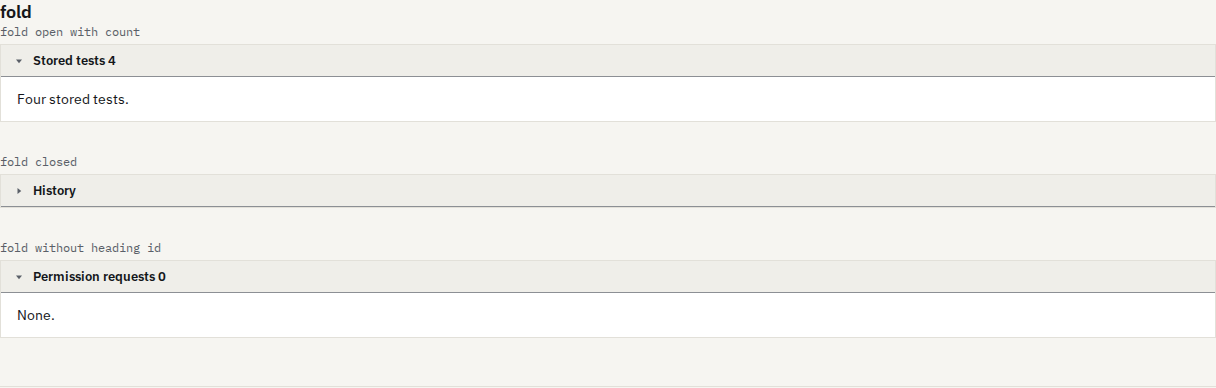 fold
fold open with count
Stored tests 4
Four stored tests.
fold closed
History
fold without heading id
Permission requests 0
None.